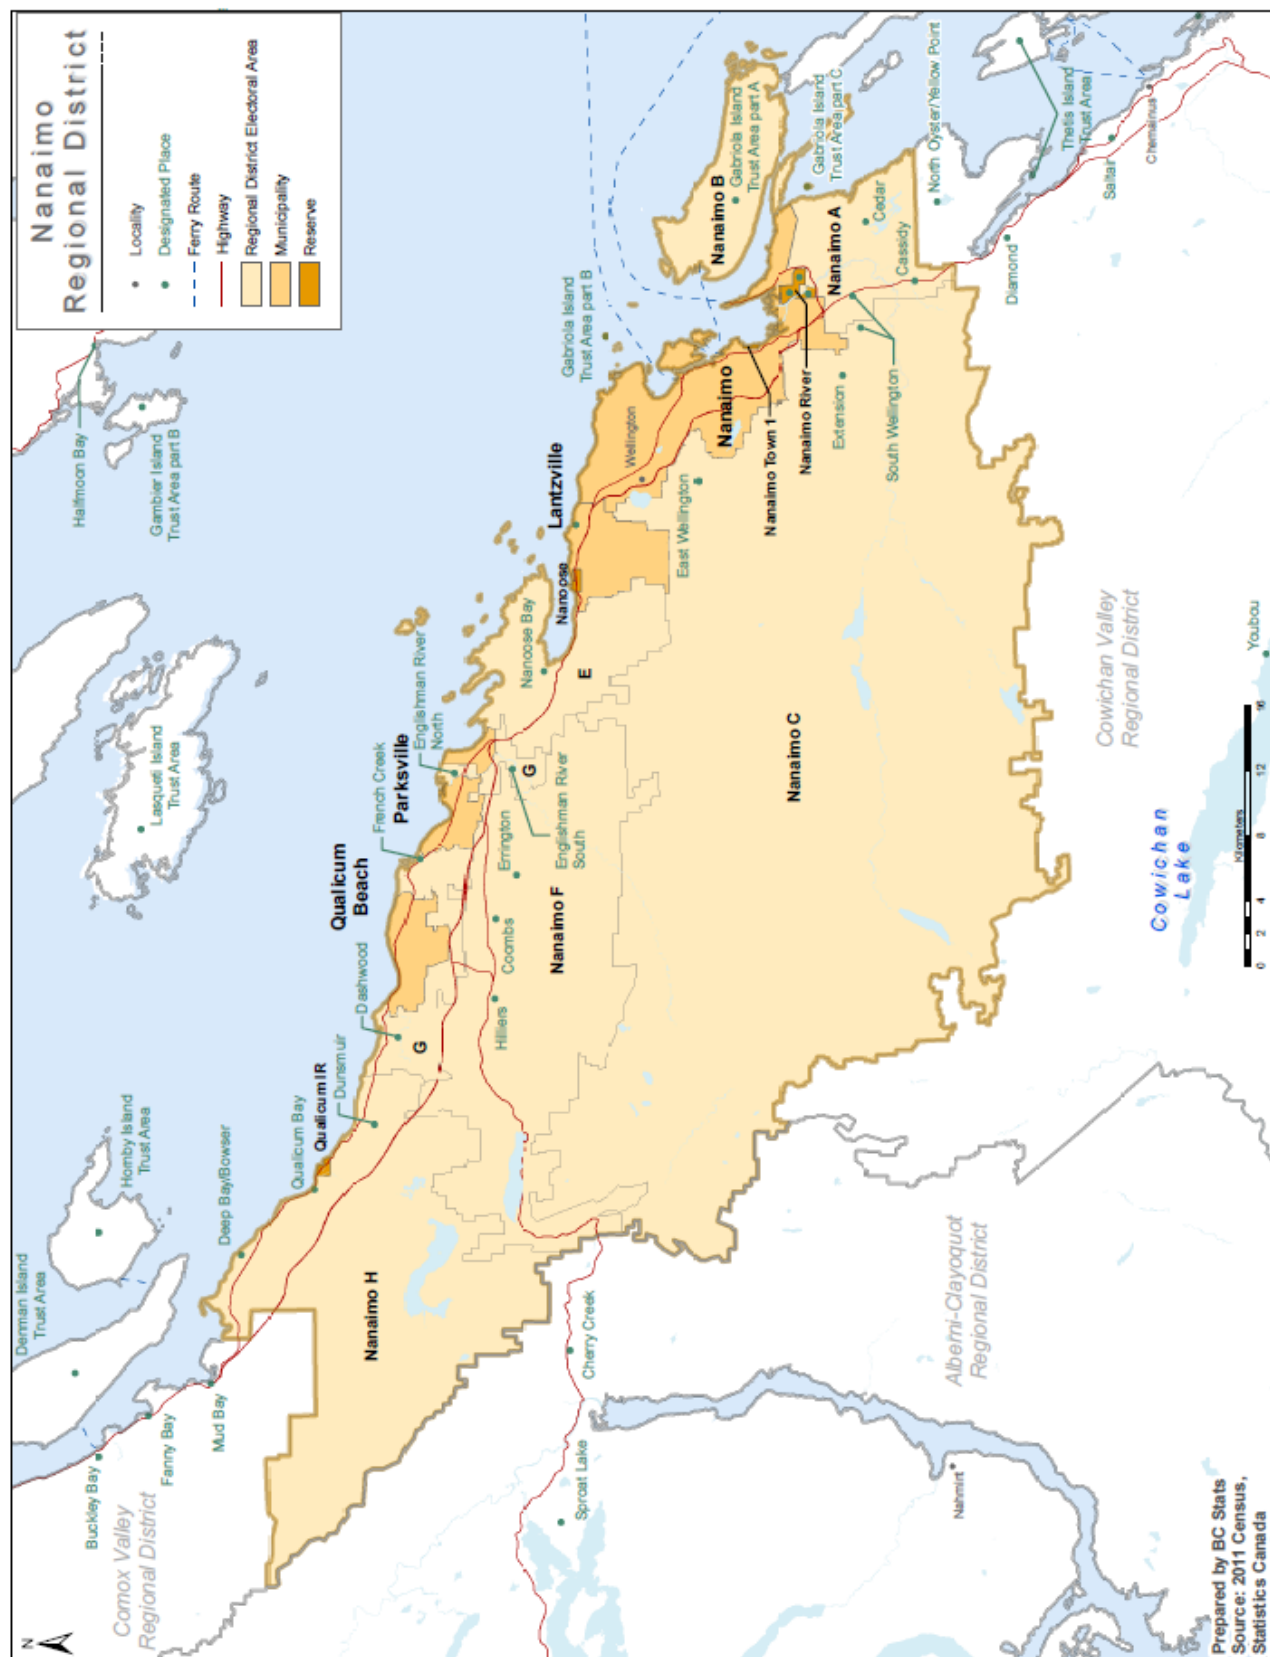 Nanaimo
Regional District
Locality
Designated Place
Ferry Route
Highway
Regional District Electoral Area
Municipality
Reserve
N
Comox Valley
Regional District
Buckley Bay
Fanny Bay
Mud Bay
Denman Island
Trust Area
Hornby Island
Trust Area
Deep Bay/Bowser
Qualicum Bay
Qualicum IR
Dunsmuir
Dashwood
Qualicum
Beach
French Creek
Parksville
Englishman River
North
Lasqueti Island
Trust Area
Halfmoon Bay
Gambier Island
Trust Area part B
Nanaimo H
G
Hilliers
Coombs
Errington
Nanaimo F
Englishman River
South
G
E
Nanoose Bay
Nanoose
Lantzville
Wellington
East Wellington
Nanaimo
Gabriola Island
Trust Area part B
Nanaimo B
Gabriola Island
Trust Area part A
Gabriola Island
Trust Area part C
Nanaimo Town 1
Nanaimo River
Nanaimo A
Cedar
Cassidy
Extension
South Wellington
North Oyster/Yellow Point
Diamond
Thetis Island
Trust Area
Saltair
Chemainus
Nanaimo C
Cherry Creek
Sproat Lake
Nahmint
Alberni-Clayoquot
Regional District
Cowichan Valley
Regional District
Youbou
Cowichan
Lake
0 2 4 8 12 16
Kilometers
Prepared by BC Stats
Source: 2011 Census,
Statistics Canada